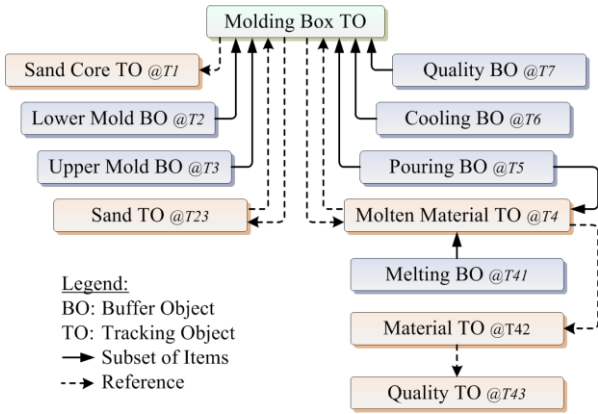 Molding Box TO
Sand Core TO @T1
Quality BO @T7
Lower Mold BO @T2
Cooling BO @T6
Upper Mold BO @T3
Pouring BO @T5
Sand TO @T23
Molten Material TO @T4
Melting BO @T41
Material TO @T42
Quality TO @T43
Legend:
BO: Buffer Object
TO: Tracking Object
Subset of Items
Reference